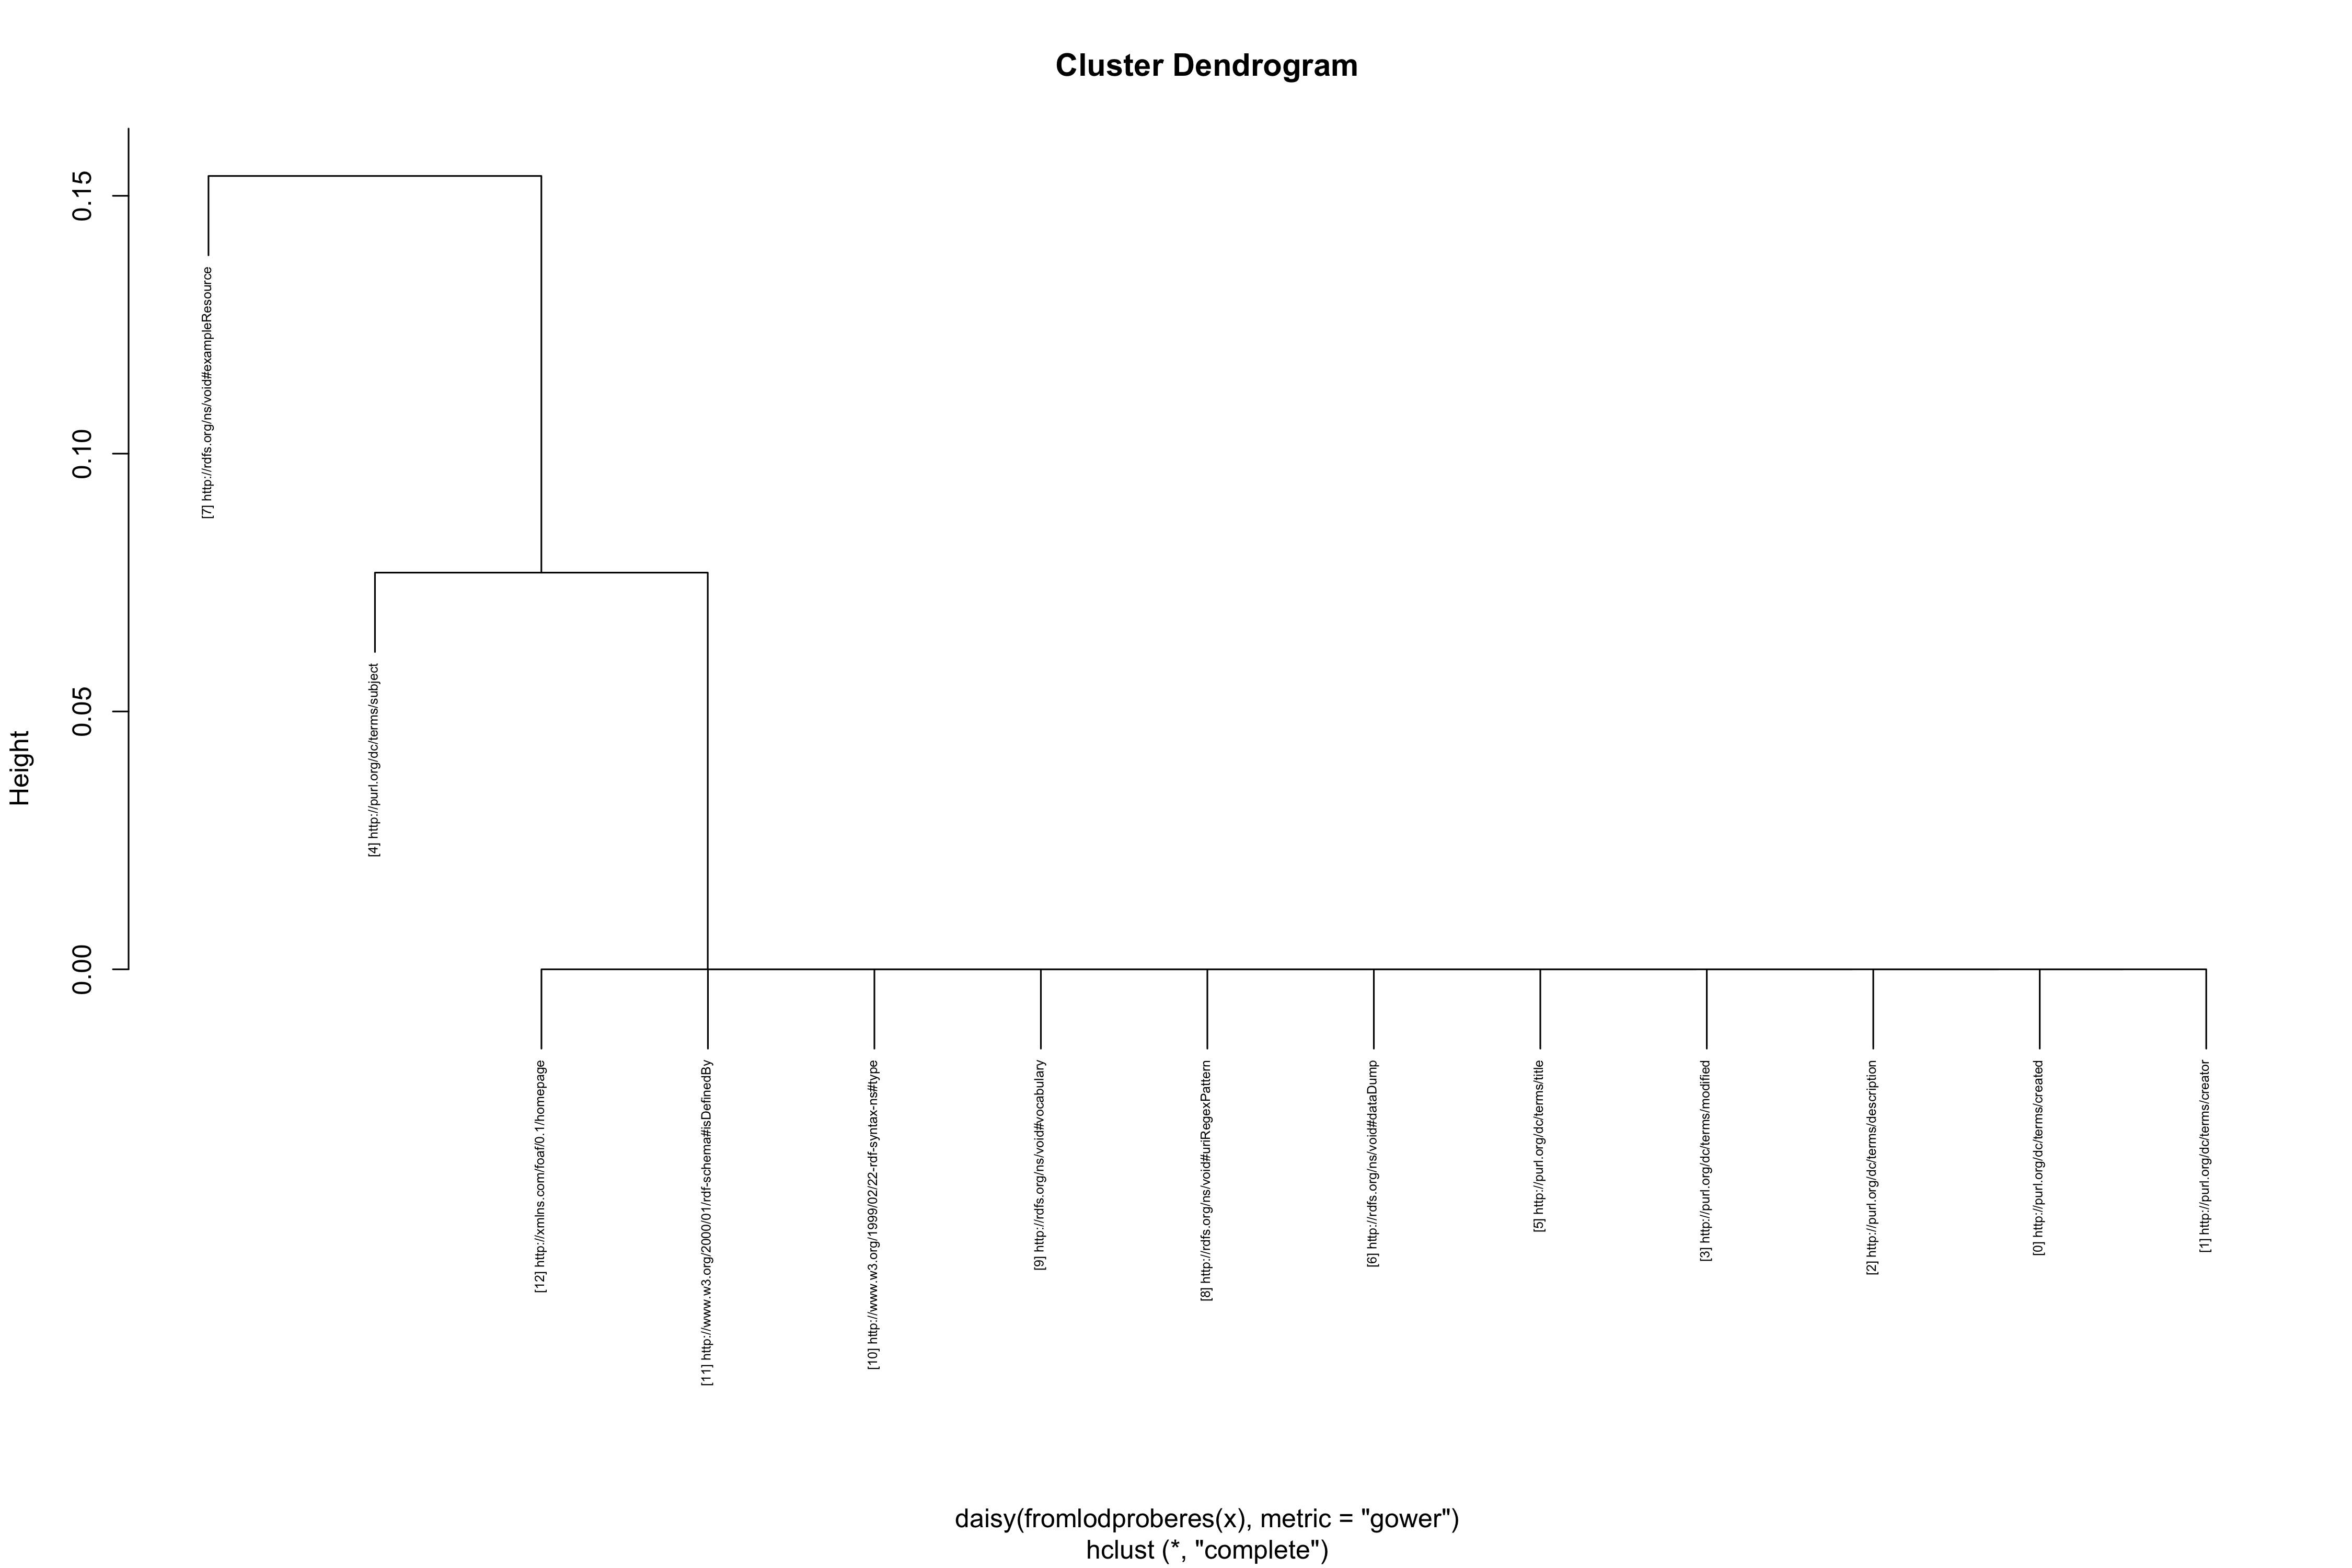 Cluster Dendrogram
Height
0.00
0.05
0.10
0.15
[7] http://rdfs.org/ns/void#exampleResource
[4] http://purl.org/dc/terms/subject
[12] http://xmlns.com/foaf/0.1/homepage
[11] http://www.w3.org/2000/01/rdf-schema#isDefinedBy
[10] http://www.w3.org/1999/02/22-rdf-syntax-ns#type
[9] http://rdfs.org/ns/void#vocabulary
[8] http://rdfs.org/ns/void#uriRegexPattern
[6] http://rdfs.org/ns/void#dataDump
[5] http://purl.org/dc/terms/title
[3] http://purl.org/dc/terms/modified
[2] http://purl.org/dc/terms/description
[0] http://purl.org/dc/terms/created
[1] http://purl.org/dc/terms/creator
daisy(fromlodproberes(x), metric = "gower")
hclust (*, "complete")